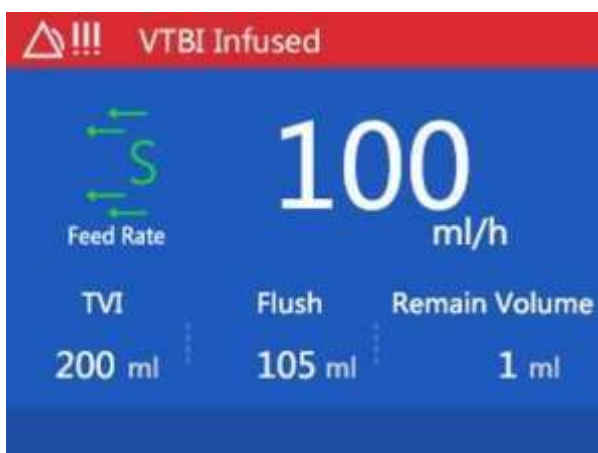 !!! VTBI Infused
S
100
Feed Rate
ml/h
TVI Flush Remain Volume
200 ml 105 ml 1 ml